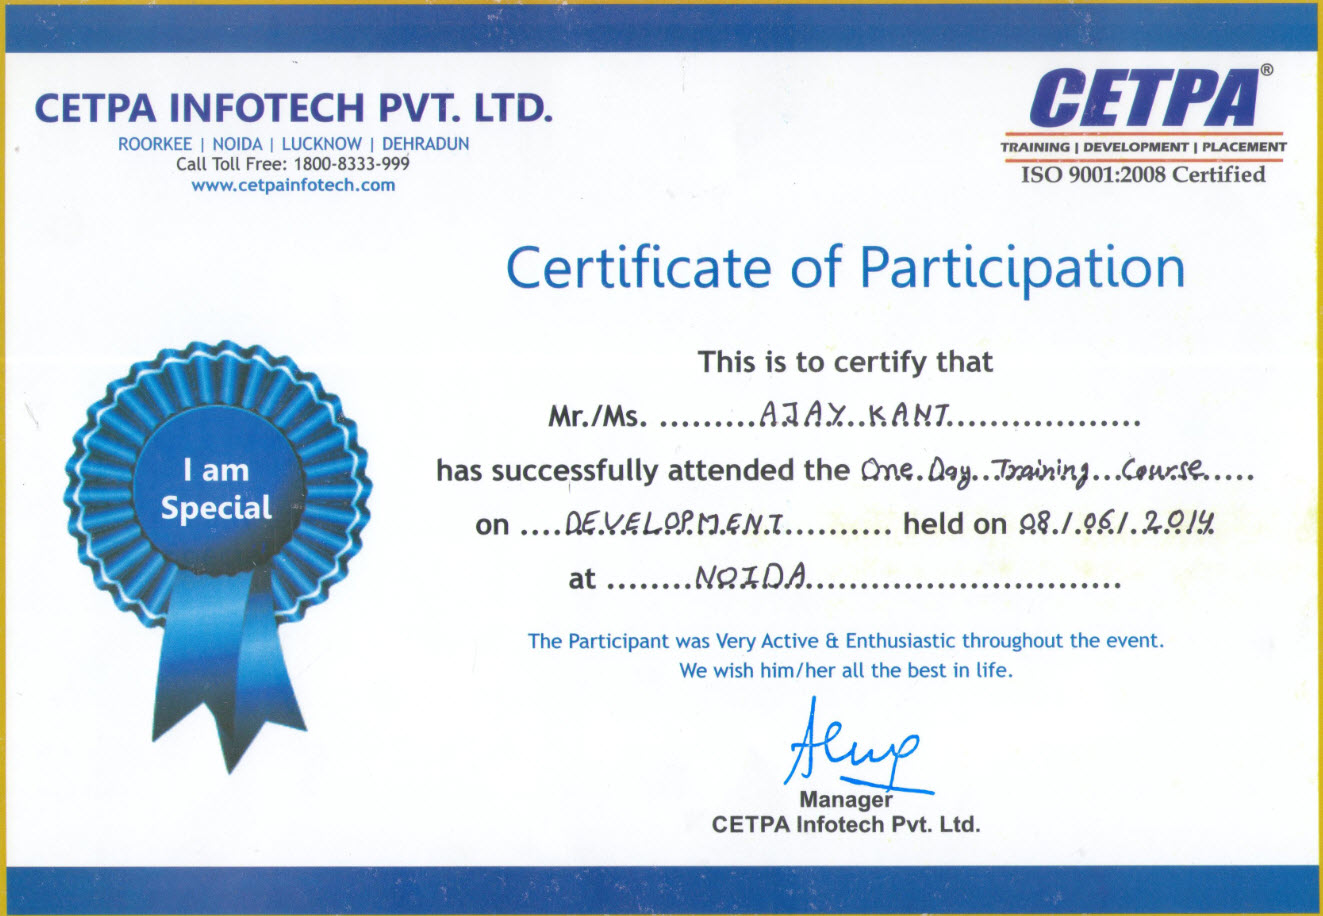 CETPA INFOTECH PVT. LTD.
ROORKEE | NOIDA | LUCKNOW | DEHRADUN
Call Toll Free: 1800-8333-999
www.cetpainfotech.com
CETPA®
TRAINING | DEVELOPMENT | PLACEMENT
ISO 9001:2008 Certified
Certificate of Participation
This is to certify that
Mr./Ms. .........AJAY..KANT..................
has successfully attended the One.Day...Training...Course.....
on ....DEVELOPMENT.......... held on 08/06/2014
at ........NOIDA..............................
The Participant was Very Active & Enthusiastic throughout the event.
We wish him/her all the best in life.
I am
Special
Manager
CETPA Infotech Pvt. Ltd.